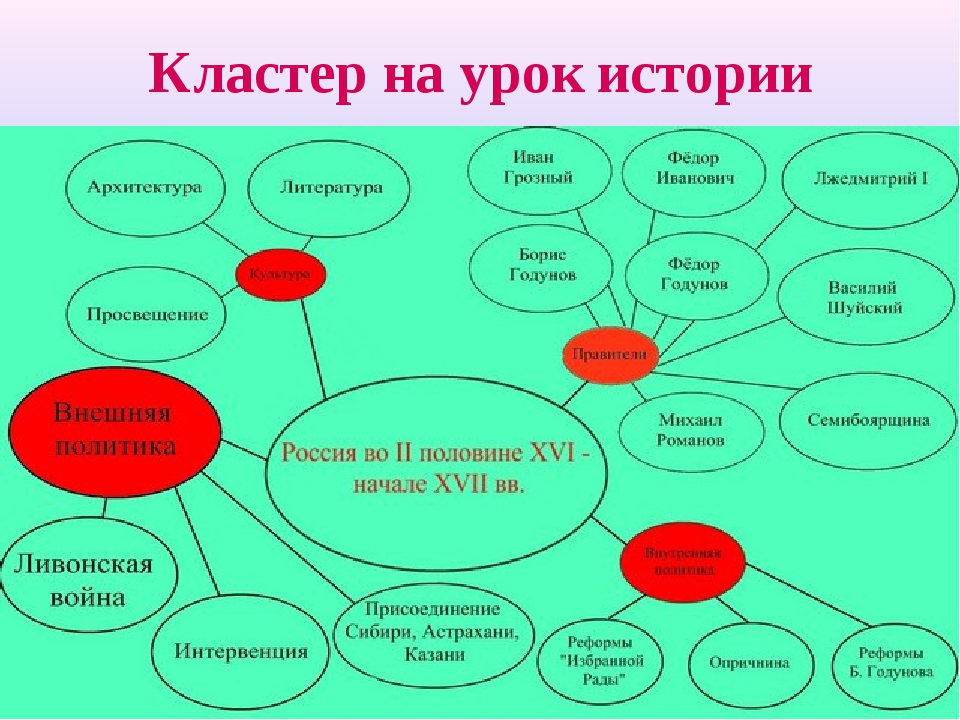 Кластер на урок истории
Архитектура
Литература
Культура
Просвещение
Иван
Грозный
Фёдор
Иванович
Лжедмитрий I
Борис
Годунов
Фёдор
Годунов
Василий
Шуйский
Правители
Михаил
Романов
Семибоярщина
Внешняя
политика
Россия во II половине XVI -
начале XVII вв.
Ливонская
война
Интервенция
Присоединение
Сибири, Астрахани,
Казани
Внутренняя
политика
Реформы
"Избранной
Рады"
Опричнина
Реформы
Б. Годунова